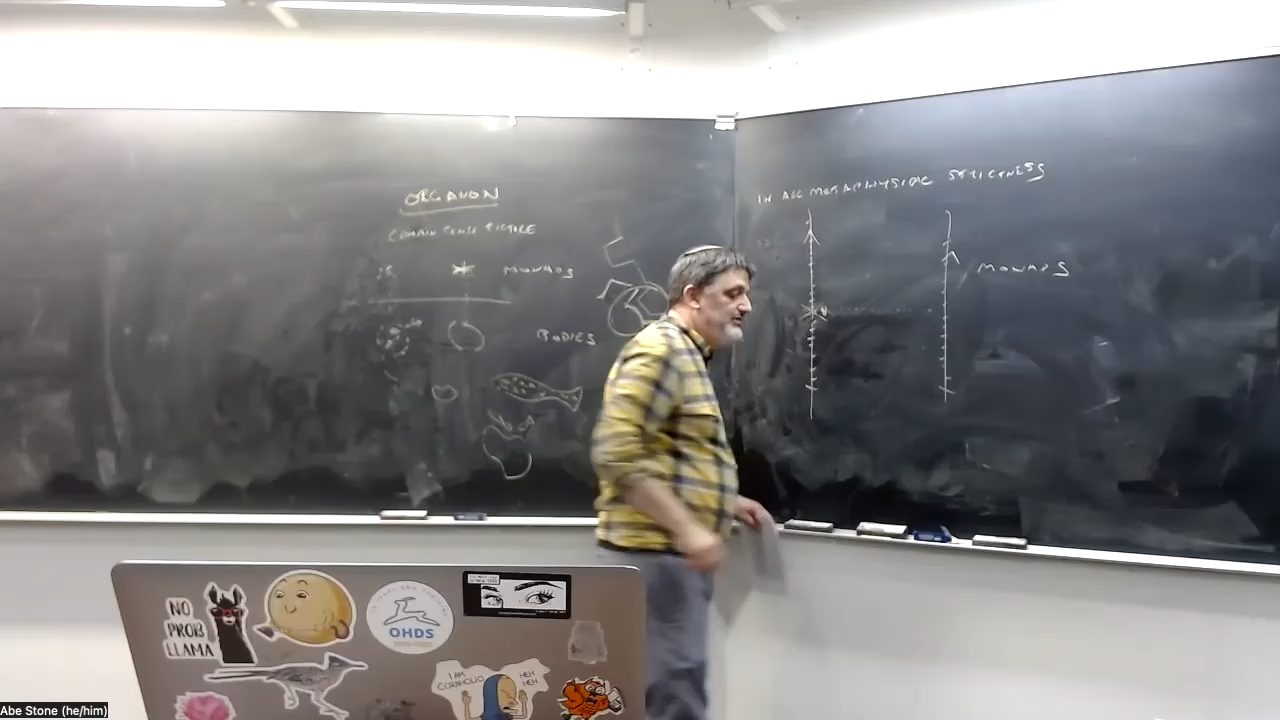 ORGANON
COMMON SENSE PICTURE
MONADS
BODIES
IN ALL METAPHYSICAL STRICTNESS
MONADS
NO
PROB
LLAMA
OHDS
I AM
CORNHOLIO
HEH
HEH
Abe Stone (he/him)